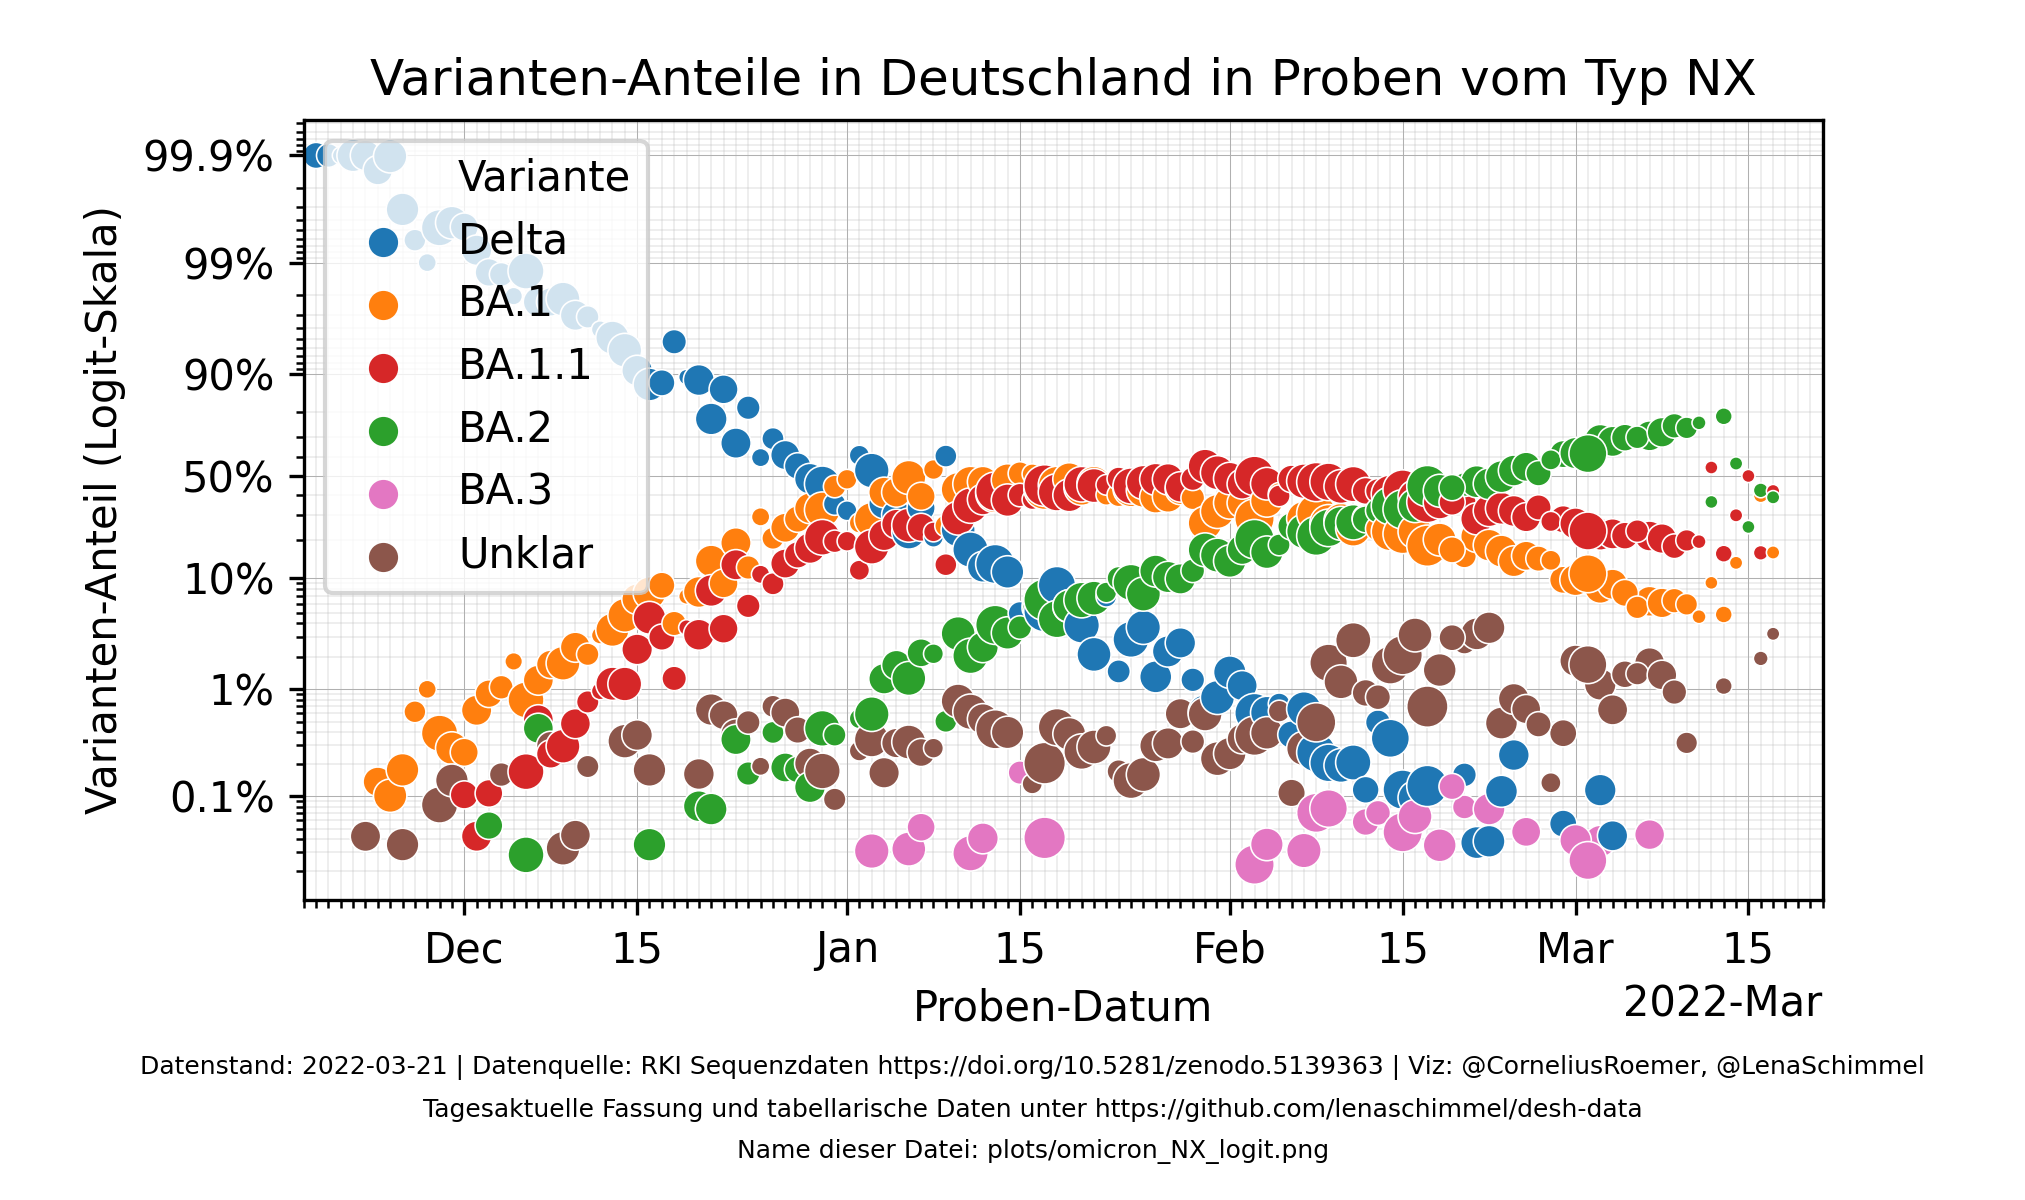 Varianten-Anteile in Deutschland in Proben vom Typ NX
Varianten-Anteil (Logit-Skala)
99.9%
99%
90%
50%
10%
1%
0.1%
Variante
Delta
BA.1
BA.1.1
BA.2
BA.3
Unklar
Dec
15
Jan
15
Feb
15
Mar
15
Proben-Datum
2022-Mar
Datenstand: 2022-03-21 | Datenquelle: RKI Sequenzdaten https://doi.org/10.5281/zenodo.5139363 | Viz: @CorneliusRoemer, @LenaSchimmel
Tagesaktuelle Fassung und tabellarische Daten unter https://github.com/lenaschimmel/desh-data
Name dieser Datei: plots/omicron_NX_logit.png